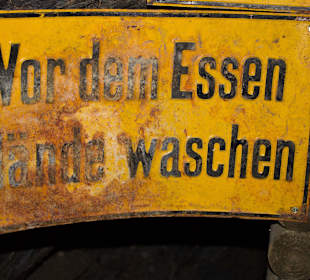 Vor dem Essen
Hände waschen